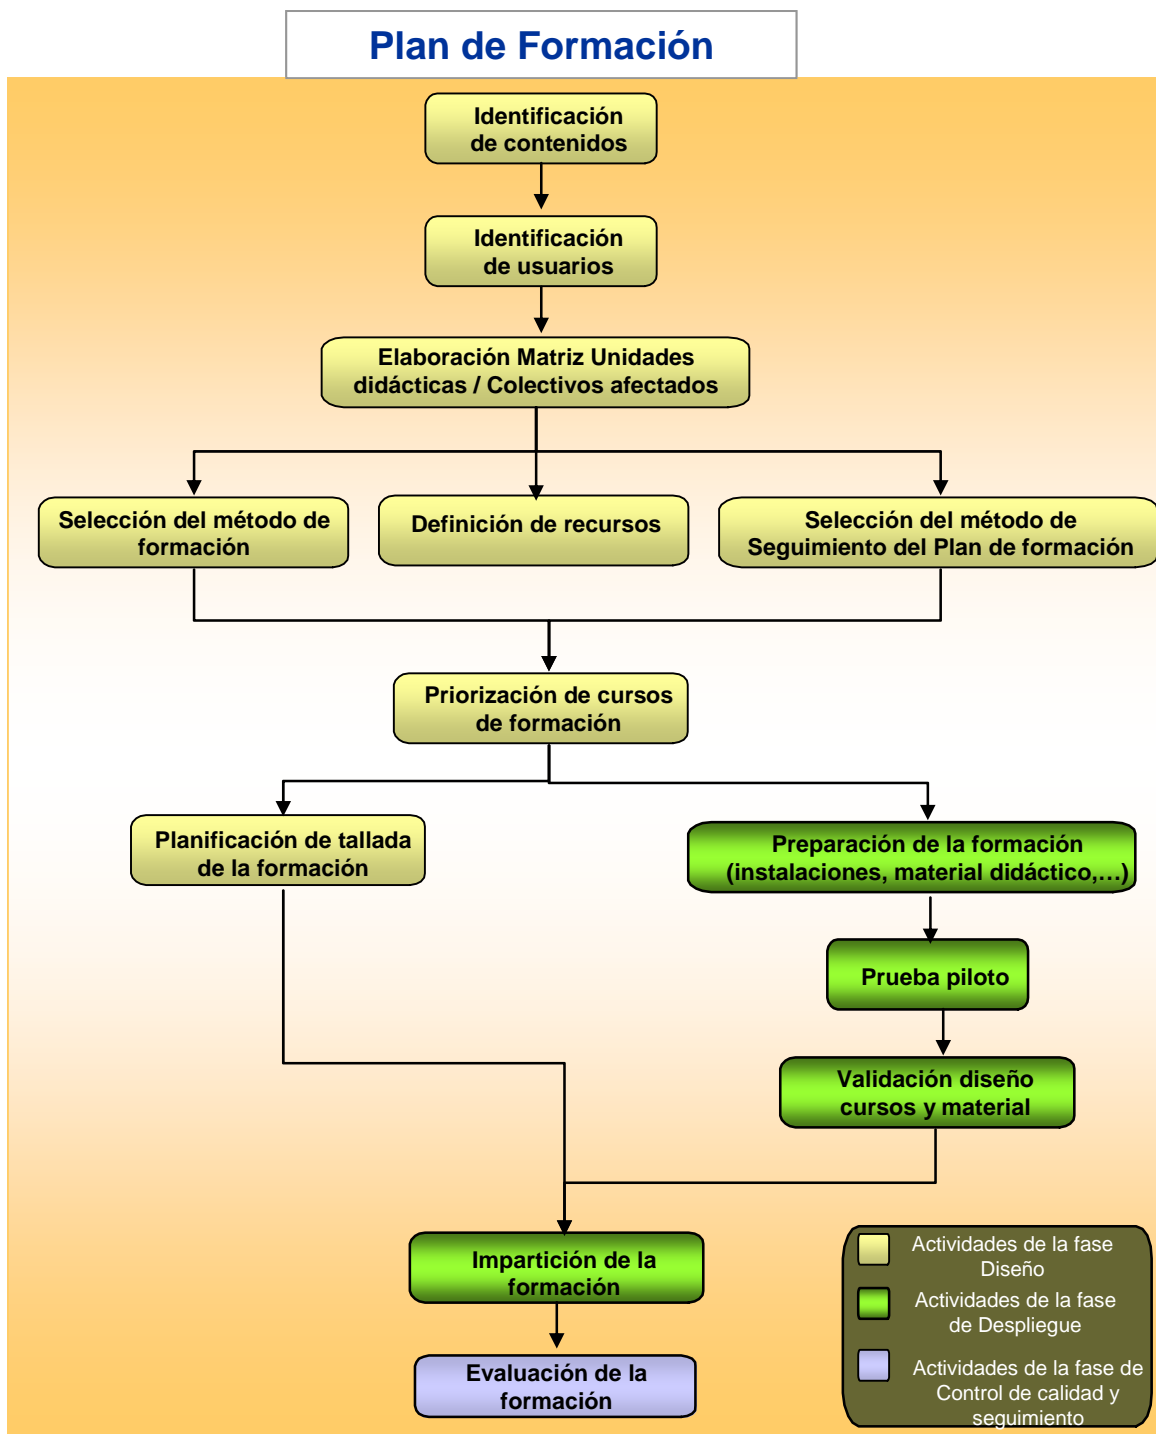 Plan de Formación
Identificación
de contenidos
Identificación
de usuarios
Elaboración Matriz Unidades
didácticas / Colectivos afectados
Selección del método de
formación
Definición de recursos
Selección del método de
Seguimiento del Plan de formación
Priorización de cursos
de formación
Planificación de tallada
de la formación
Preparación de la formación
(instalaciones, material didáctico,…)
Prueba piloto
Validación diseño
cursos y material
Impartición de la
formación
Evaluación de la
formación
Actividades de la fase
Diseño
Actividades de la fase
de Despliegue
Actividades de la fase de
Control de calidad y
seguimiento